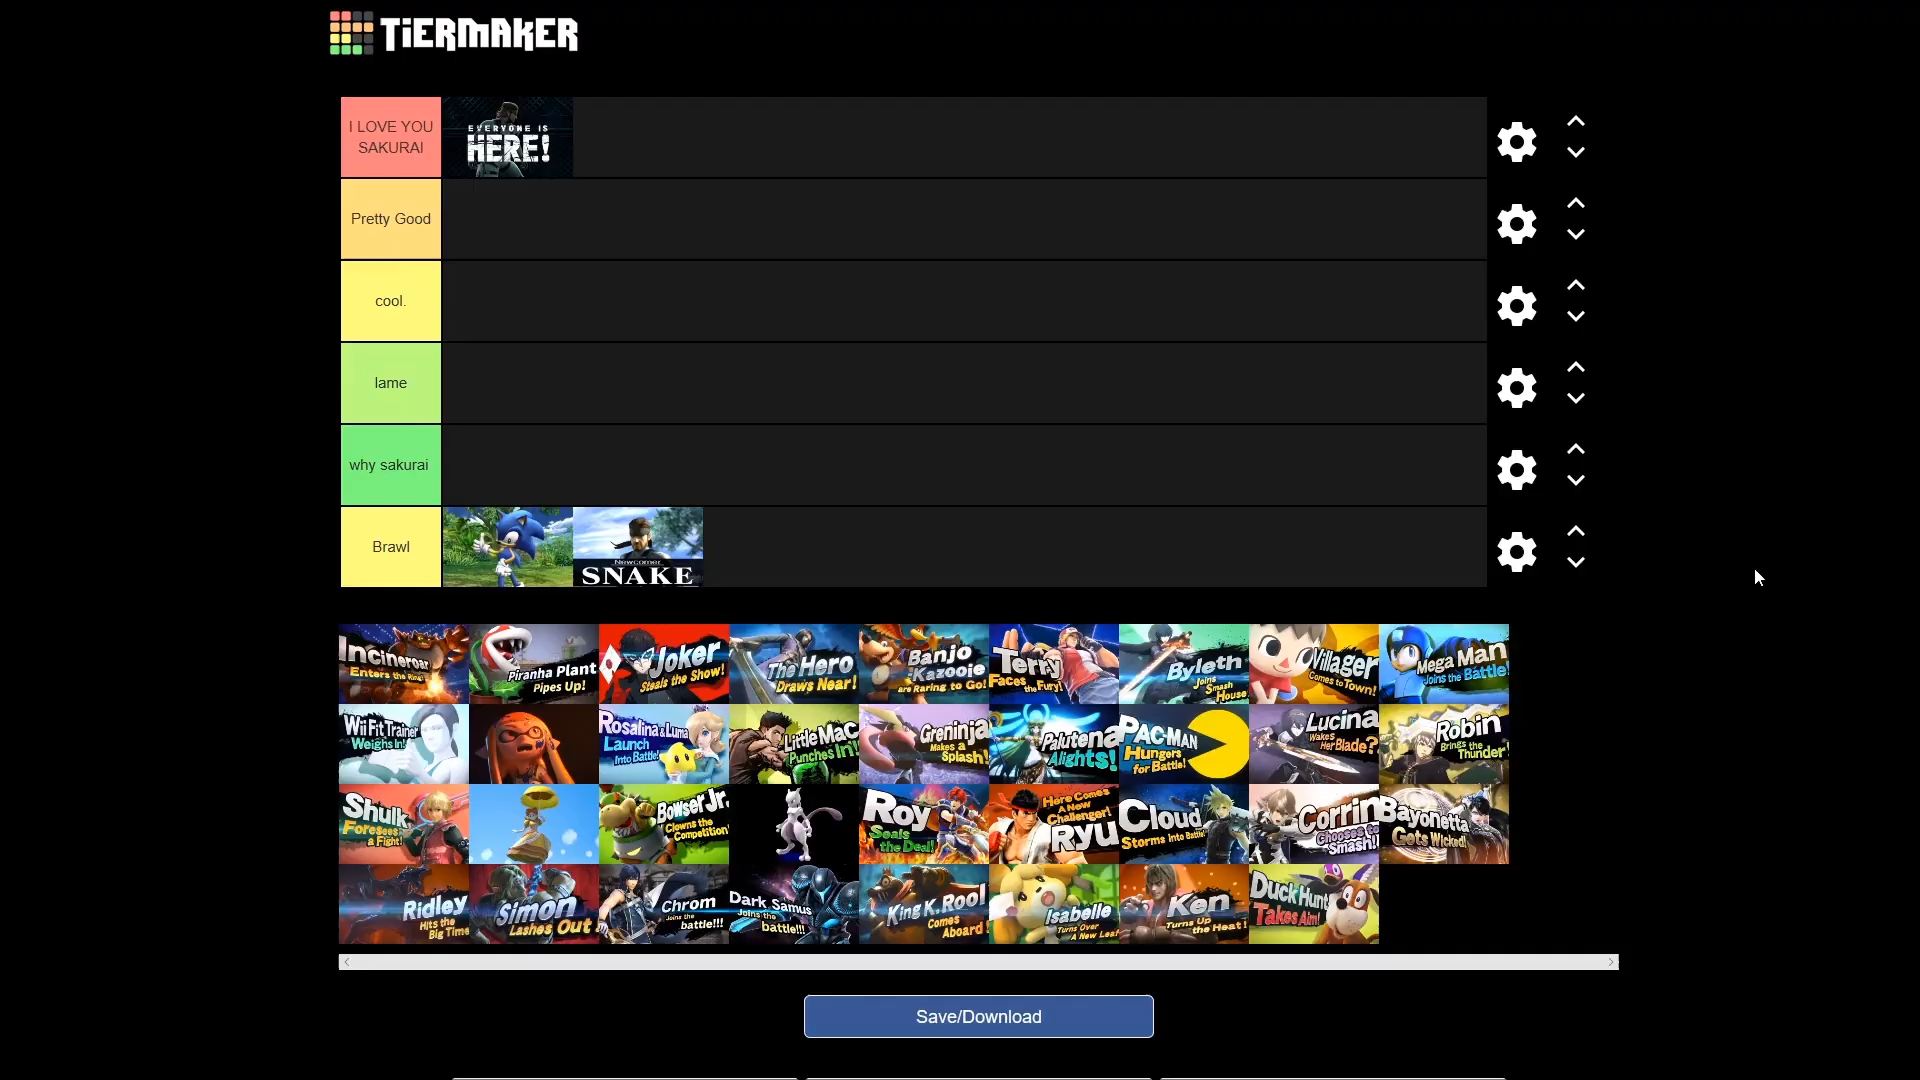 TiERMAKER
I LOVE YOU
SAKURAI
EVERYONE IS
HERE!
Pretty Good
cool.
lame
why sakurai
Brawl
Newcomer
SNAKE
Incineroar
Enters the Ring!
Piranha Plant
Pipes Up!
Joker
Steals the Show!
The Hero
Draws Near!
Banjo
Kazooie
are Raring to Go!
Terry
Faces
the Fury!
Byleth
Joins
Smash
House
Villager
Comes to Town!
Mega Man
Joins the Battle!
Wii Fit Trainer
Weighs In!
Rosalina & Luma
Launch
Into Battle!
Little Mac
Punches In!
Greninja
Makes a
Splash!
Palutena
Alights!
PAC-MAN
Hungers
for Battle!
Lucina
Wakes
Her Blade?
Robin
Brings the
Thunder!
Shulk
Foresees
a Fight!
Bowser Jr.
Clowns the
Competition!
Roy
Seals
the Deal!
Here Comes
A New
Challenger!
RYU
Cloud
Storms Into Battle!
Corrin
Chooses to
Smash!
Bayonetta
Gets Wicked!
Ridley
Hits the
Big Time
Simon
Lashes Out
Chrom
Joins the
battle!!!
Dark Samus
Joins the
battle!!!
King K. Rool
Comes
Aboard!
Isabelle
Turns Over
A New Leaf
Ken
Turns Up
the Heat!
Duck Hunt
Takes Aim!
Save/Download